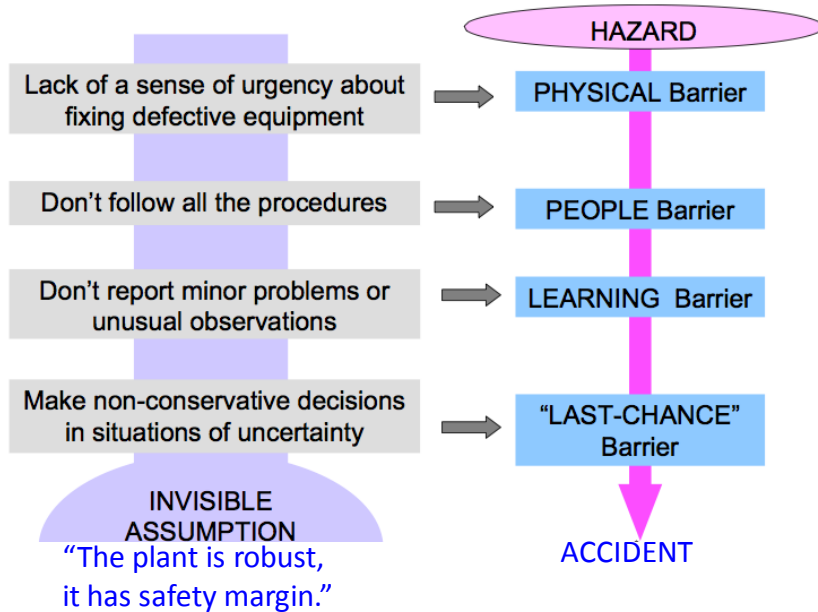 HAZARD
Lack of a sense of urgency about
fixing defective equipment
PHYSICAL Barrier
Don’t follow all the procedures
PEOPLE Barrier
Don’t report minor problems or
unusual observations
LEARNING Barrier
Make non-conservative decisions
in situations of uncertainty
“LAST-CHANCE”
Barrier
INVISIBLE
ASSUMPTION
“The plant is robust,
it has safety margin.”
ACCIDENT